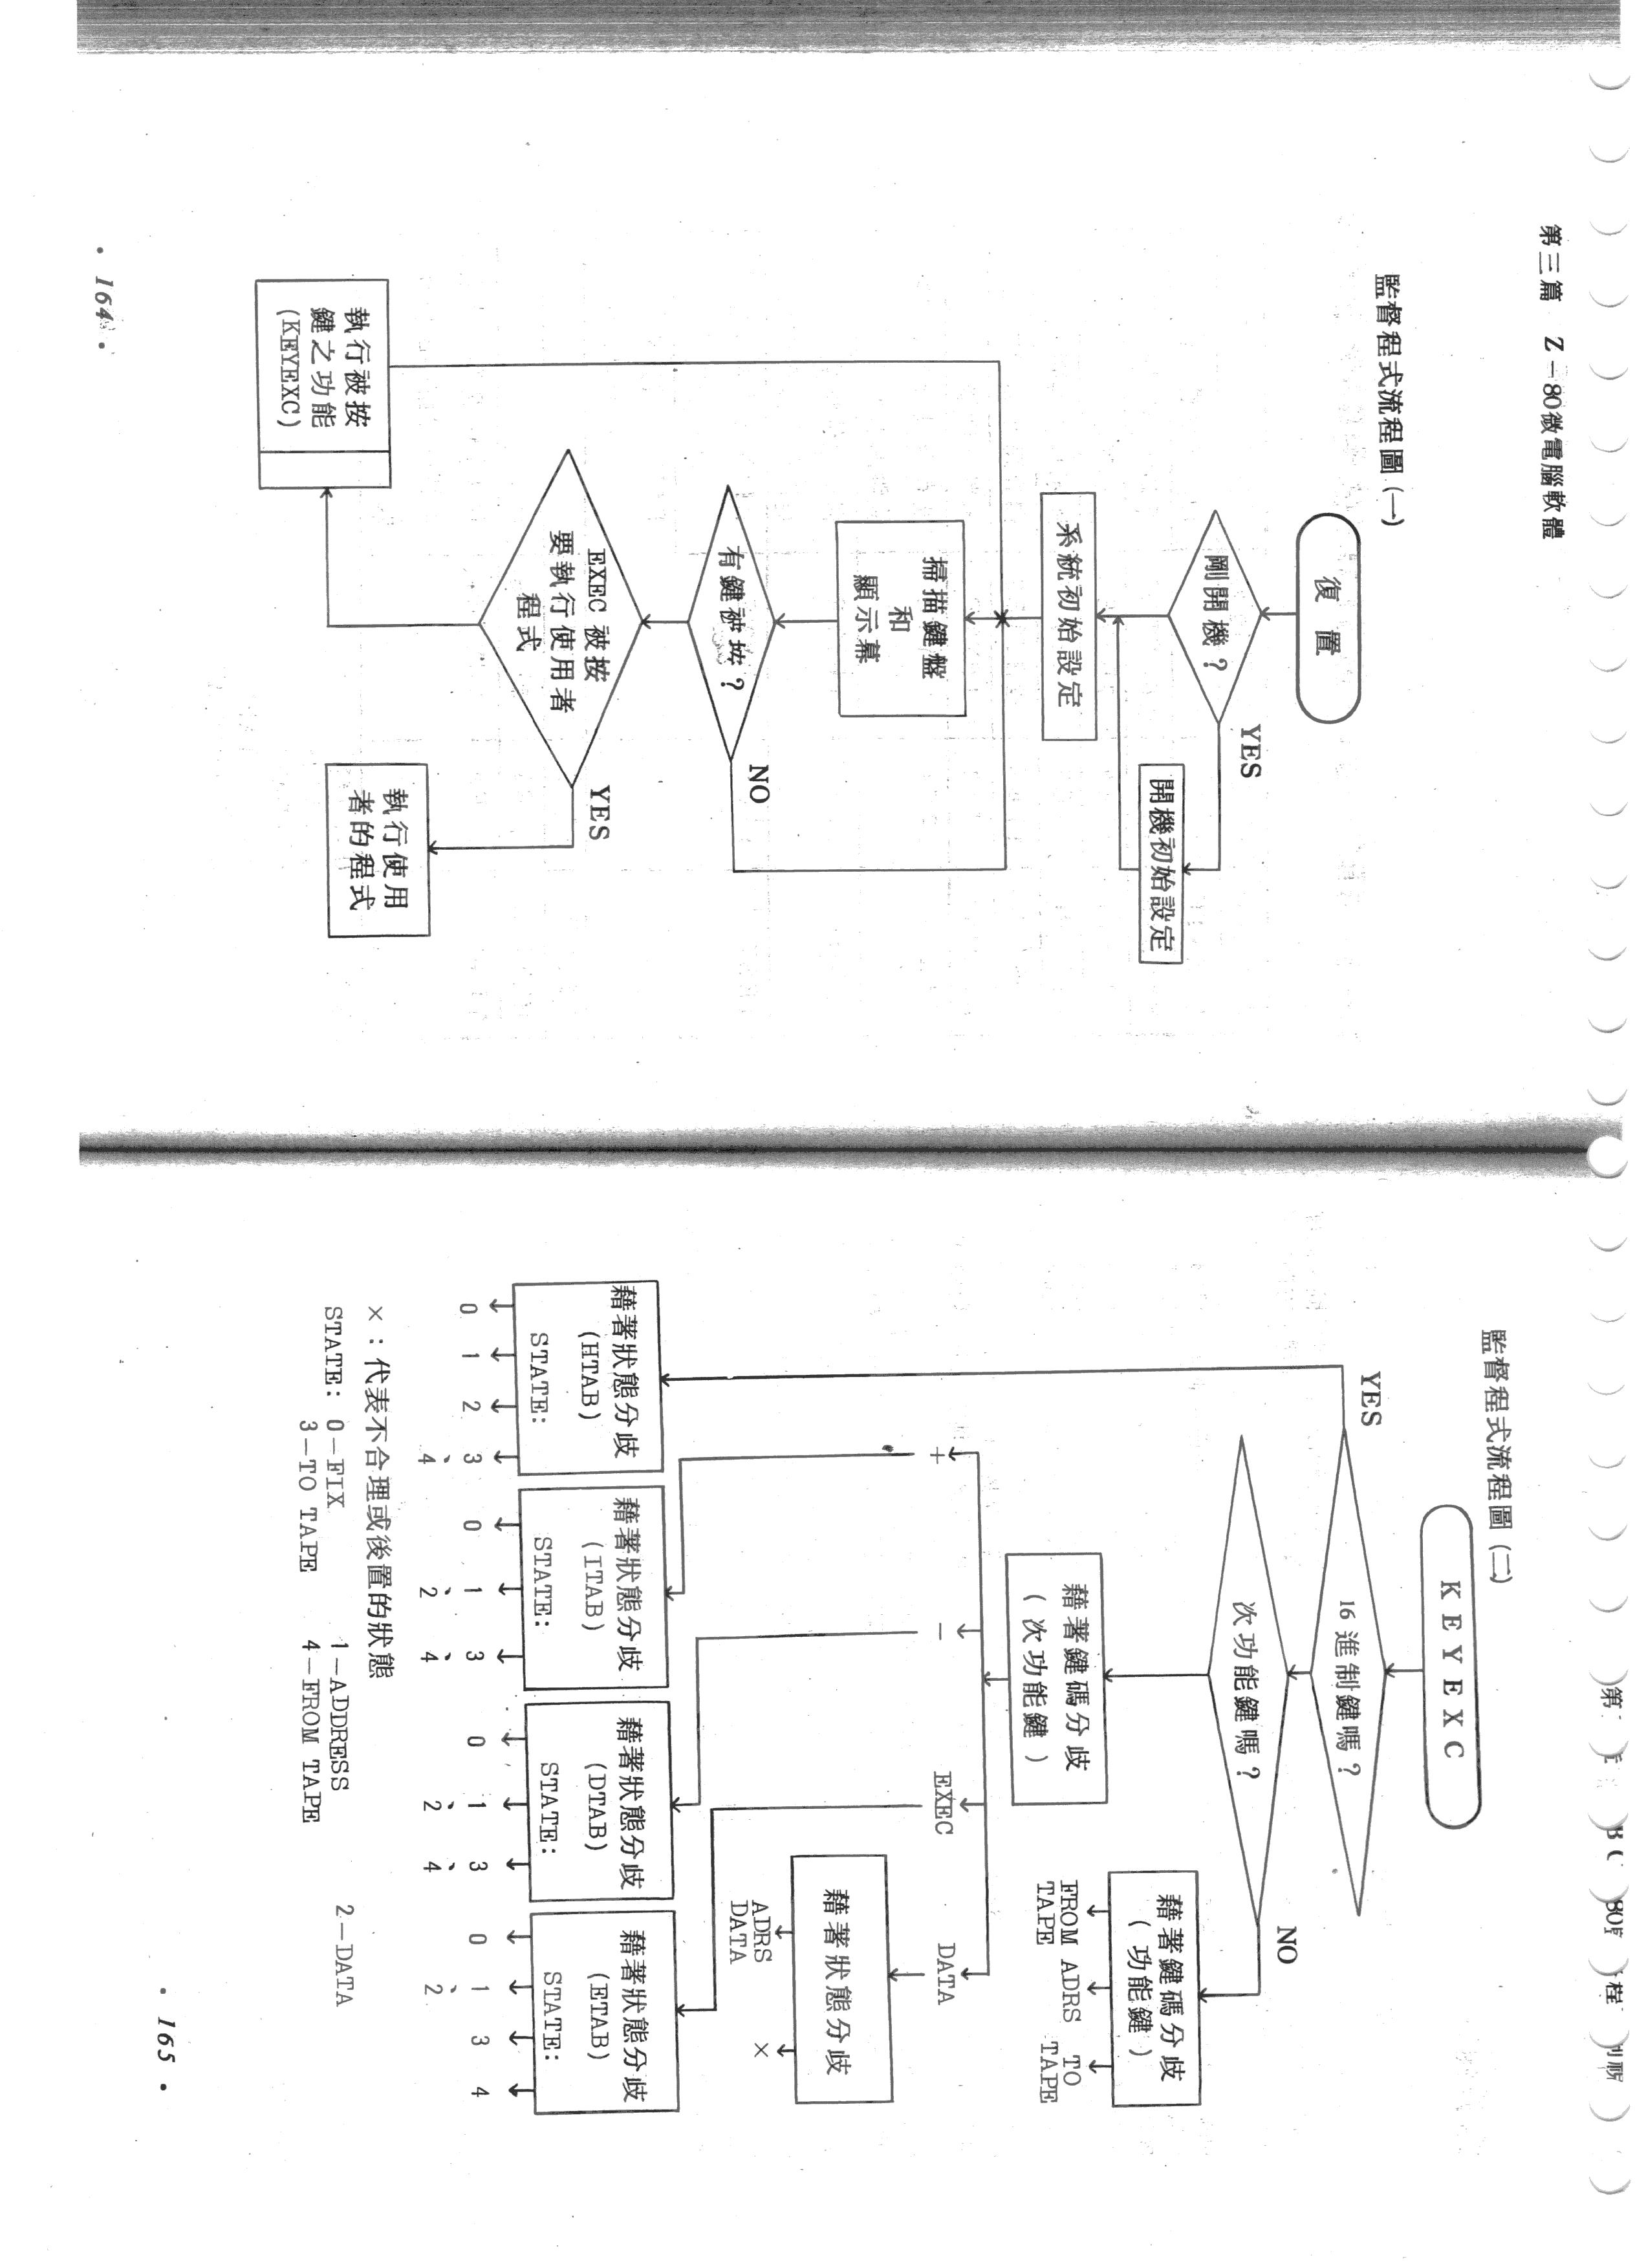 第三篇 Z－80微電腦軟體
監督程式流程圖(一)
復置
剛開機？
YES
開機初始設定
系統初始設定
掃描鍵盤
和
顯示幕
有鍵被按？
NO
EXEC 被按
要執行使用者
程式
YES
執行被按
鍵之功能
(KEYEXC)
執行使用
者的程式
• 164 •
監督程式流程圖(二)
KEYEXC
YES
16進制鍵嗎？
次功能鍵嗎？
NO
藉著鍵碼分歧
( 次功能鍵 )
藉著鍵碼分歧
( 功能鍵 )
FROM ADRS TO
TAPE TAPE
+ － EXEC DATA
藉著狀態分歧
ADRS ×
DATA
藉著狀態分歧
(HTAB)
STATE:
0 1 2 3、
4
藉著狀態分歧
(ITAB)
STATE:
0 1、 3、
2 4
藉著狀態分歧
(DTAB)
STATE:
0 1、 3、
2 4
藉著狀態分歧
(ETAB)
STATE:
0 1、 3 4
2
×：代表不合理或後置的狀態
STATE: 0－FIX 1－ADDRESS 2－DATA
3－TO TAPE 4－FROM TAPE
• 165 •